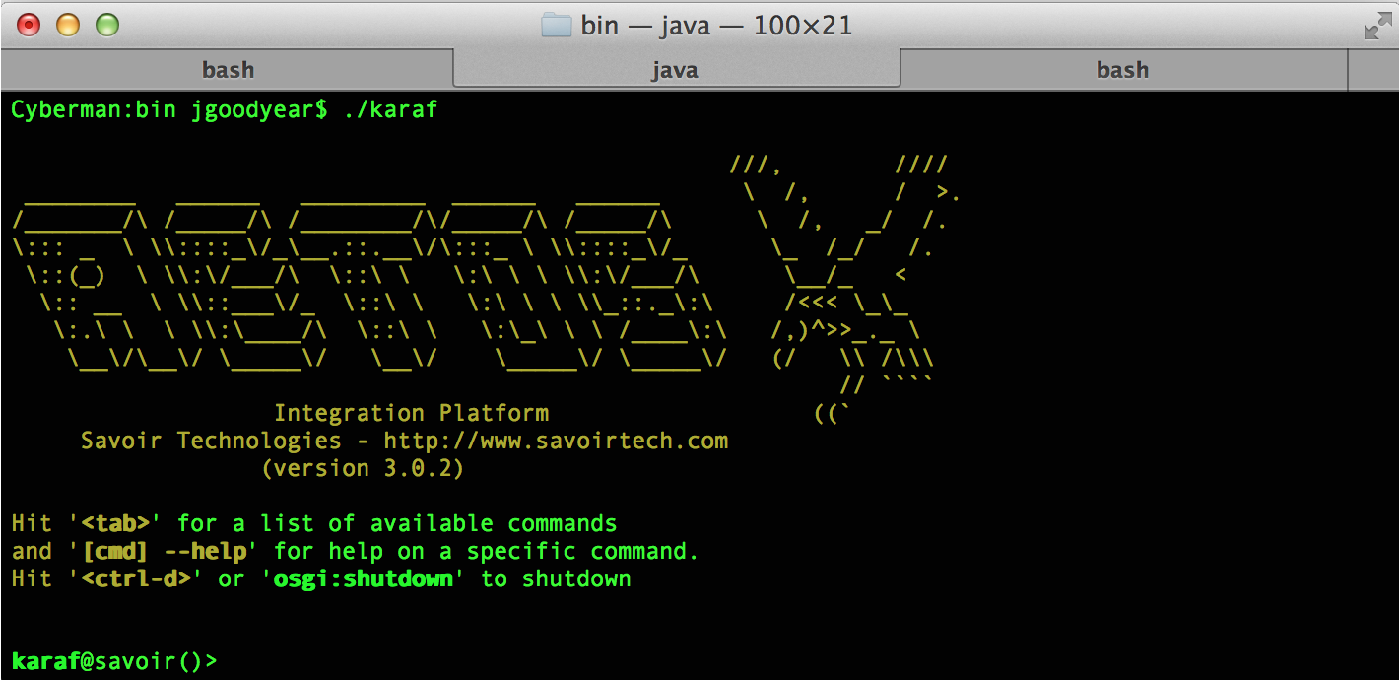 bin — java — 100×21
bash java bash
Cyberman:bin jgoodyear$ ./karaf
AETOS
Integration Platform
Savoir Technologies - http://www.savoirtech.com
(version 3.0.2)
Hit '<tab>' for a list of available commands
and '[cmd] --help' for help on a specific command.
Hit '<ctrl-d>' or 'osgi:shutdown' to shutdown
karaf@savoir()>